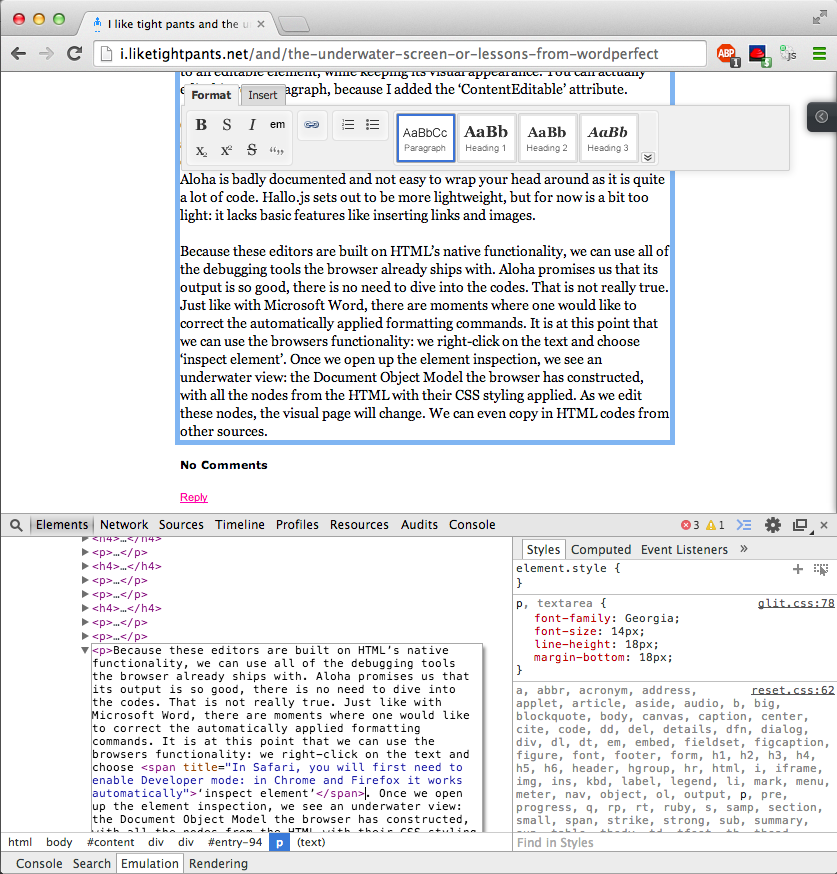 I like tight pants and the u
i.liketightpants.net/and/the-underwater-screen-or-lessons-from-wordperfect
ABP
1
js
to an editable element, while keeping its visual appearance. You can actually
paragraph, because I added the ‘ContentEditable’ attribute.
Format Insert
B S I em
X₂ X² S “”
AaBbCc AaBb AaBb AaBb
Paragraph Heading 1 Heading 2 Heading 3
Aloha is badly documented and not easy to wrap your head around as it is quite
a lot of code. Hallo.js sets out to be more lightweight, but for now is a bit too
light: it lacks basic features like inserting links and images.
Because these editors are built on HTML’s native functionality, we can use all of
the debugging tools the browser already ships with. Aloha promises us that its
output is so good, there is no need to dive into the codes. That is not really true.
Just like with Microsoft Word, there are moments where one would like to
correct the automatically applied formatting commands. It is at this point that
we can use the browsers functionality: we right-click on the text and choose
‘inspect element’. Once we open up the element inspection, we see an
underwater view: the Document Object Model the browser has constructed,
with all the nodes from the HTML with their CSS styling applied. As we edit
these nodes, the visual page will change. We can even copy in HTML codes from
other sources.
No Comments
Reply
Elements Network Sources Timeline Profiles Resources Audits Console 3 1
<h4>…</h4>
<p>…</p>
<h4>…</h4>
<p>…</p>
<p>…</p>
<h4>…</h4>
<p>…</p>
<p>…</p>
<p>Because these editors are built on HTML’s native
functionality, we can use all of the debugging tools
the browser already ships with. Aloha promises us that
its output is so good, there is no need to dive into
the codes. That is not really true. Just like with
Microsoft Word, there are moments where one would like
to correct the automatically applied formatting
commands. It is at this point that we can use the
browsers functionality: we right-click on the text and
choose <span title="In Safari, you will first need to
enable Developer mode: in Chrome and Firefox it works
automatically">‘inspect element’</span>. Once we open
up the element inspection, we see an underwater view:
the Document Object Model the browser has constructed,
with all the nodes from the HTML with their CSS styling
Styles Computed Event Listeners »
element.style {
}
p, textarea { glit.css:78
font-family: Georgia;
font-size: 14px;
line-height: 18px;
margin-bottom: 18px;
}
a, abbr, acronym, address, reset.css:62
applet, article, aside, audio, b, big,
blockquote, body, canvas, caption, center,
cite, code, dd, del, details, dfn, dialog,
div, dl, dt, em, embed, fieldset, figcaption,
figure, font, footer, form, h1, h2, h3, h4,
h5, h6, header, hgroup, hr, html, i, iframe,
img, ins, kbd, label, legend, li, mark, menu,
meter, nav, object, ol, output, p, pre,
progress, q, rp, rt, ruby, s, samp, section,
small, span, strike, strong, sub, summary,
html body #content div div #entry-94 p (text)
Find in Styles
Console Search Emulation Rendering